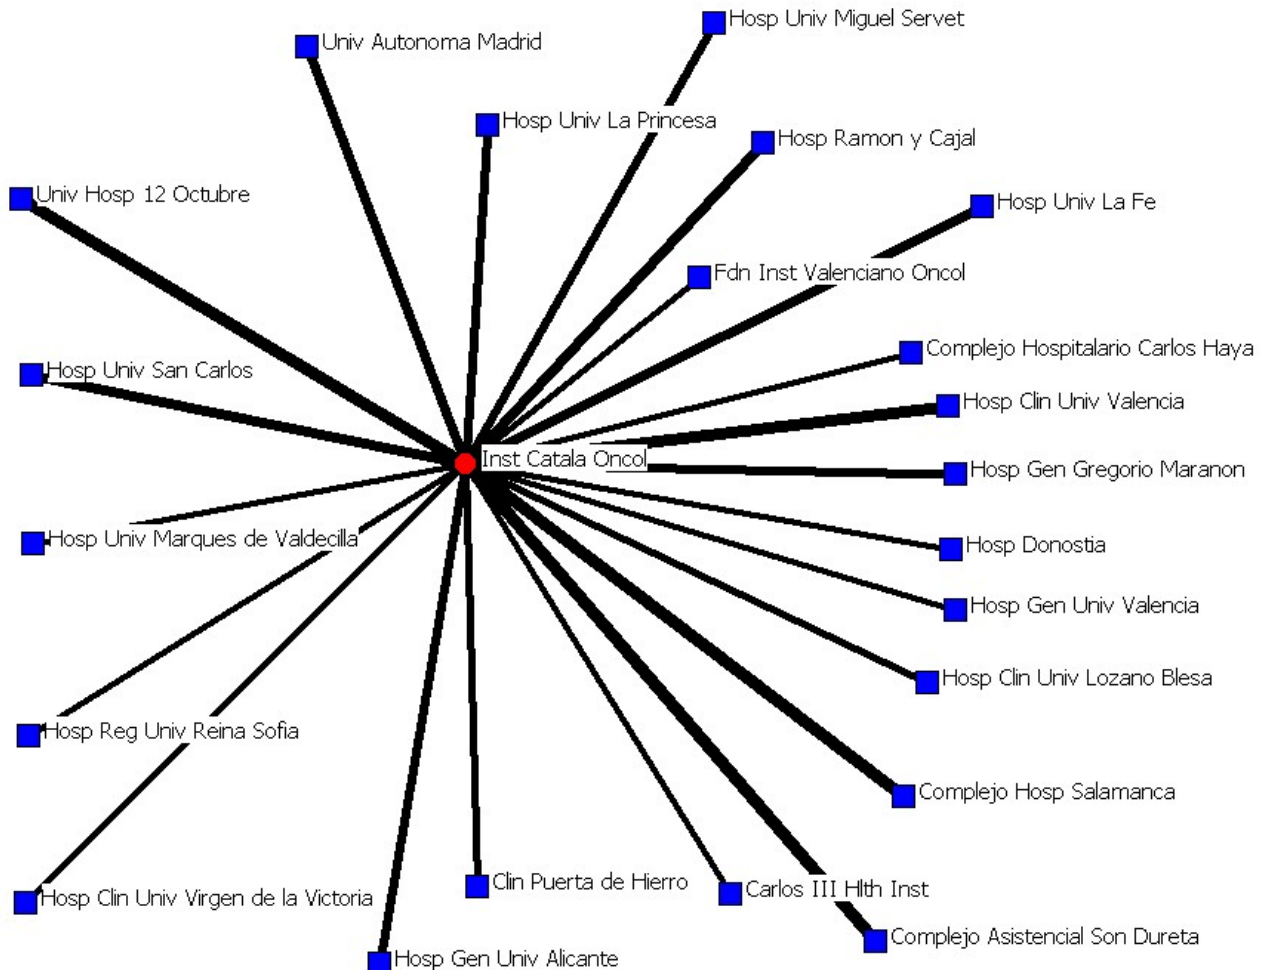 Hosp Univ Miguel Servet
Univ Autonoma Madrid
Hosp Univ La Princesa
Hosp Ramon y Cajal
Univ Hosp 12 Octubre
Hosp Univ La Fe
Fdn Inst Valenciano Oncol
Complejo Hospitalario Carlos Haya
Hosp Univ San Carlos
Hosp Clin Univ Valencia
Inst Catala Oncol
Hosp Gen Gregorio Maranon
Hosp Univ Marques de Valdecilla
Hosp Donostia
Hosp Gen Univ Valencia
Hosp Clin Univ Lozano Blesa
Hosp Reg Univ Reina Sofia
Complejo Hosp Salamanca
Clin Puerta de Hierro
Carlos III Hlth Inst
Hosp Clin Univ Virgen de la Victoria
Complejo Asistencial Son Dureta
Hosp Gen Univ Alicante